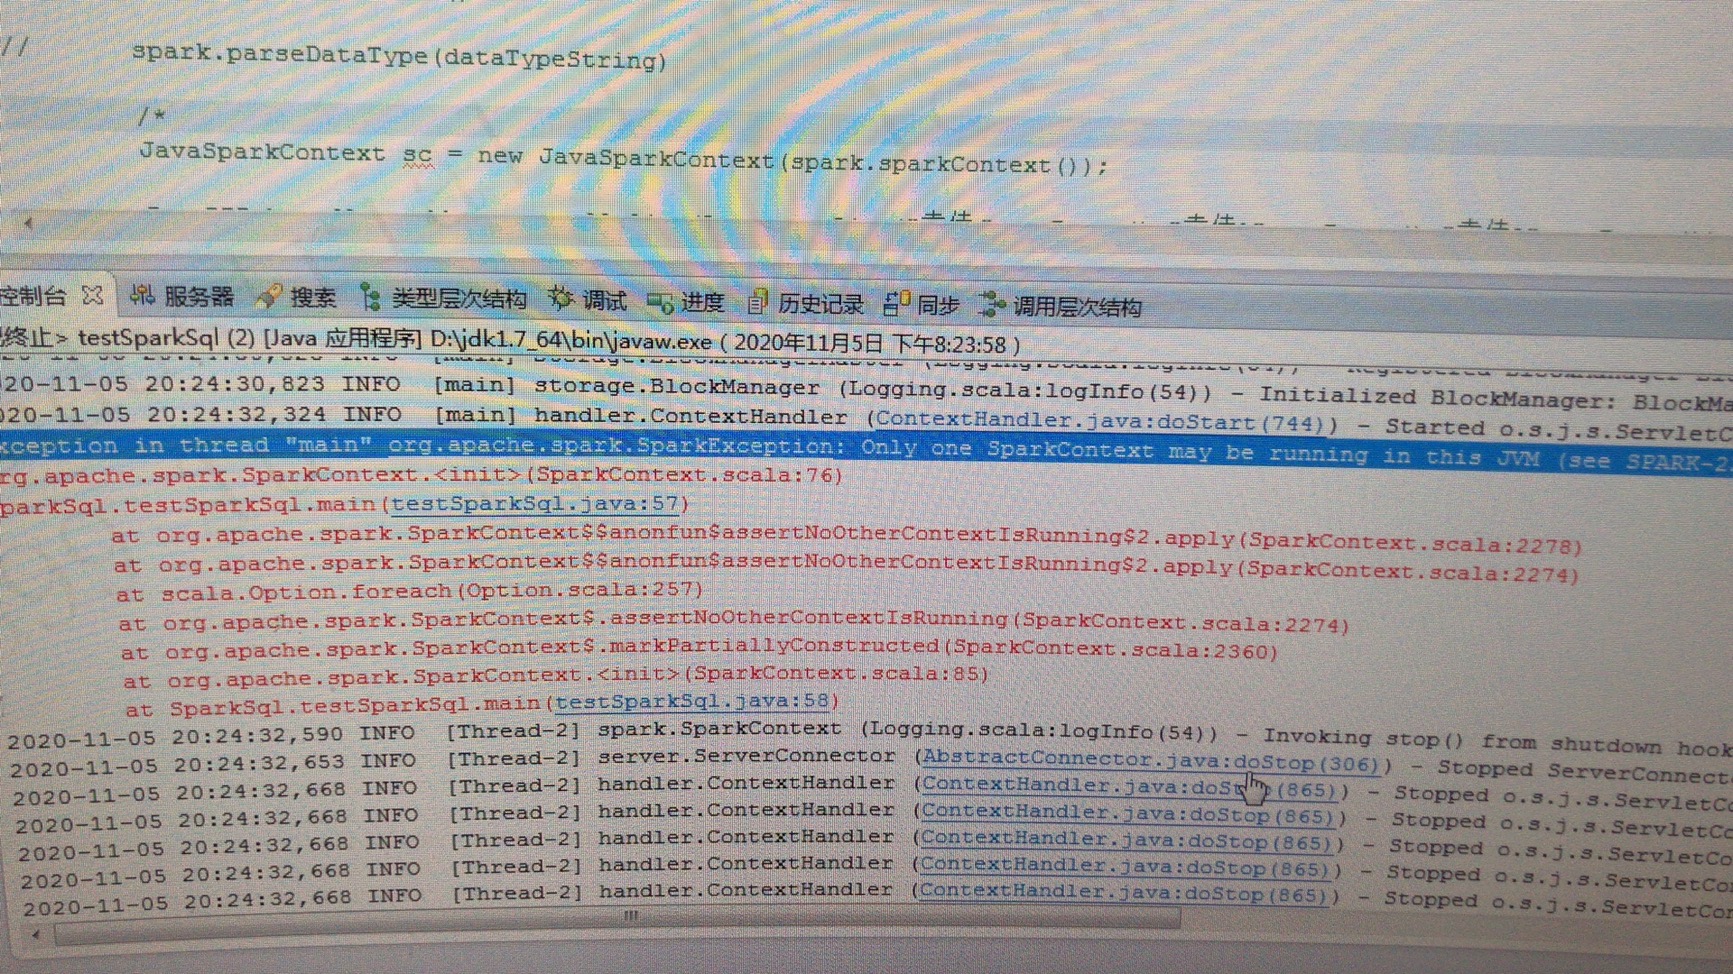 //        spark.parseDataType(dataTypeString)
/*
JavaSparkContext sc = new JavaSparkContext(spark.sparkContext());
控制台 服务器 搜索 类型层次结构 调试 进度 历史记录 同步 调用层次结构
终止> testSparkSql (2) [Java 应用程序] D:\jdk1.7_64\bin\javaw.exe ( 2020年11月5日 下午8:23:58 )
20-11-05 20:24:30,823 INFO  [main] storage.BlockManager (Logging.scala:logInfo(54)) - Initialized BlockManager: BlockMa
020-11-05 20:24:32,324 INFO  [main] handler.ContextHandler (ContextHandler.java:doStart(744)) - Started o.s.j.s.ServletC
xception in thread "main" org.apache.spark.SparkException: Only one SparkContext may be running in this JVM (see SPARK-2
rg.apache.spark.SparkContext.<init>(SparkContext.scala:76)
parkSql.testSparkSql.main(testSparkSql.java:57)
at org.apache.spark.SparkContext$$anonfun$assertNoOtherContextIsRunning$2.apply(SparkContext.scala:2278)
at org.apache.spark.SparkContext$$anonfun$assertNoOtherContextIsRunning$2.apply(SparkContext.scala:2274)
at scala.Option.foreach(Option.scala:257)
at org.apache.spark.SparkContext$.assertNoOtherContextIsRunning(SparkContext.scala:2274)
at org.apache.spark.SparkContext$.markPartiallyConstructed(SparkContext.scala:2360)
at org.apache.spark.SparkContext.<init>(SparkContext.scala:85)
at SparkSql.testSparkSql.main(testSparkSql.java:58)
2020-11-05 20:24:32,590 INFO  [Thread-2] spark.SparkContext (Logging.scala:logInfo(54)) - Invoking stop() from shutdown hook
2020-11-05 20:24:32,653 INFO  [Thread-2] server.ServerConnector (AbstractConnector.java:doStop(306)) - Stopped ServerConnect
2020-11-05 20:24:32,668 INFO  [Thread-2] handler.ContextHandler (ContextHandler.java:doStop(865)) - Stopped o.s.j.s.ServletCo
2020-11-05 20:24:32,668 INFO  [Thread-2] handler.ContextHandler (ContextHandler.java:doStop(865)) - Stopped o.s.j.s.ServletCo
2020-11-05 20:24:32,668 INFO  [Thread-2] handler.ContextHandler (ContextHandler.java:doStop(865)) - Stopped o.s.j.s.ServletCo
2020-11-05 20:24:32,668 INFO  [Thread-2] handler.ContextHandler (ContextHandler.java:doStop(865)) - Stopped o.s.j.s.ServletCon
2020-11-05 20:24:32,668 INFO  [Thread-2] handler.ContextHandler (ContextHandler.java:doStop(865)) - Stopped o.s.j.s.ServletCon